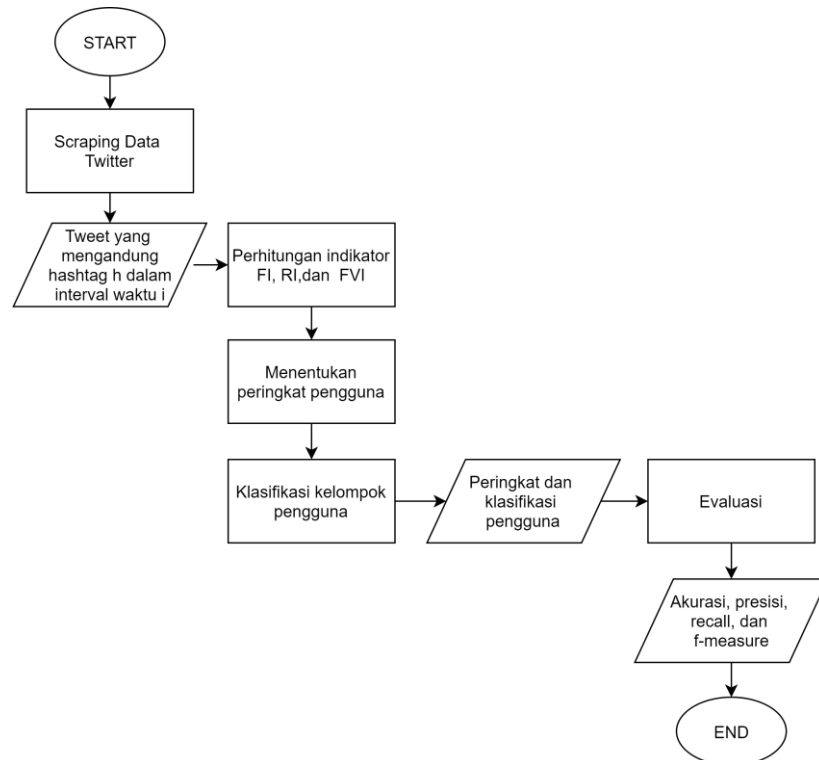 START
Scraping Data
Twitter
Tweet yang
mengandung
hashtag h dalam
interval waktu i
Perhitungan indikator
FI, RI,dan FVI
Menentukan
peringkat pengguna
Klasifikasi kelompok
pengguna
Peringkat dan
klasifikasi
pengguna
Evaluasi
Akurasi, presisi,
recall, dan
f-measure
END